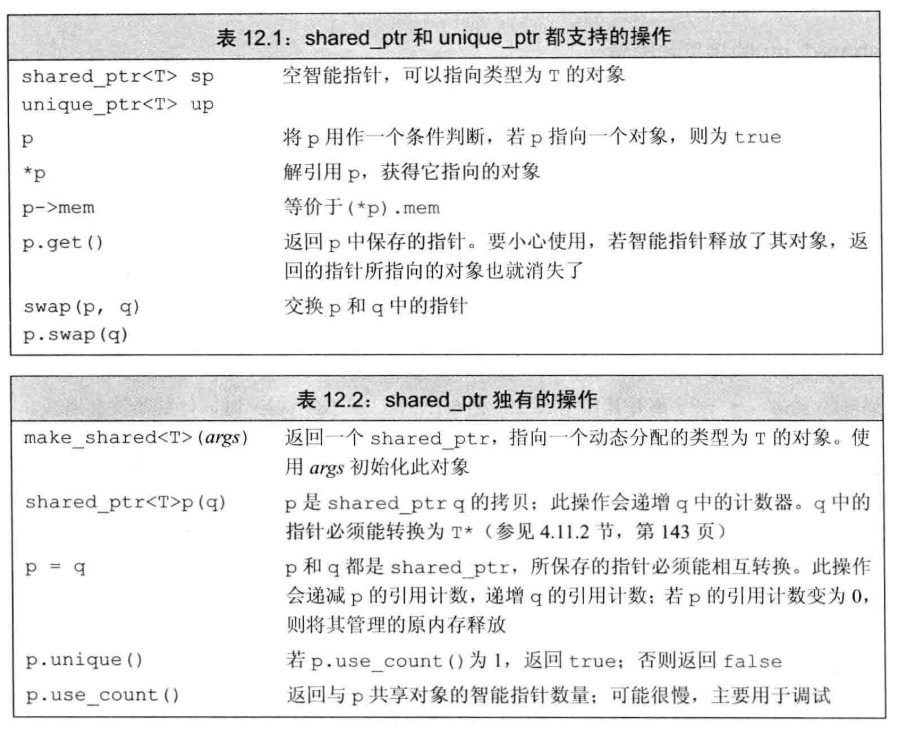 表 12.1：shared_ptr 和 unique_ptr 都支持的操作
shared_ptr<T> sp 空智能指针，可以指向类型为 T 的对象
unique_ptr<T> up
p 将 p 用作一个条件判断，若 p 指向一个对象，则为 true
*p 解引用 p，获得它指向的对象
p->mem 等价于(*p).mem
p.get() 返回 p 中保存的指针。要小心使用，若智能指针释放了其对象，返
回的指针所指向的对象也就消失了
swap(p, q) 交换 p 和 q 中的指针
p.swap(q)
表 12.2：shared_ptr 独有的操作
make_shared<T>(args) 返回一个 shared_ptr，指向一个动态分配的类型为 T 的对象。使
用 args 初始化此对象
shared_ptr<T>p(q) p 是 shared_ptr q 的拷贝；此操作会递增 q 中的计数器。q 中的
指针必须能转换为 T*（参见 4.11.2 节，第 143 页）
p = q p 和 q 都是 shared_ptr，所保存的指针必须能相互转换。此操作
会递减 p 的引用计数，递增 q 的引用计数；若 p 的引用计数变为 0，
则将其管理的原内存释放
p.unique() 若 p.use_count()为 1，返回 true；否则返回 false
p.use_count() 返回与 p 共享对象的智能指针数量；可能很慢，主要用于调试